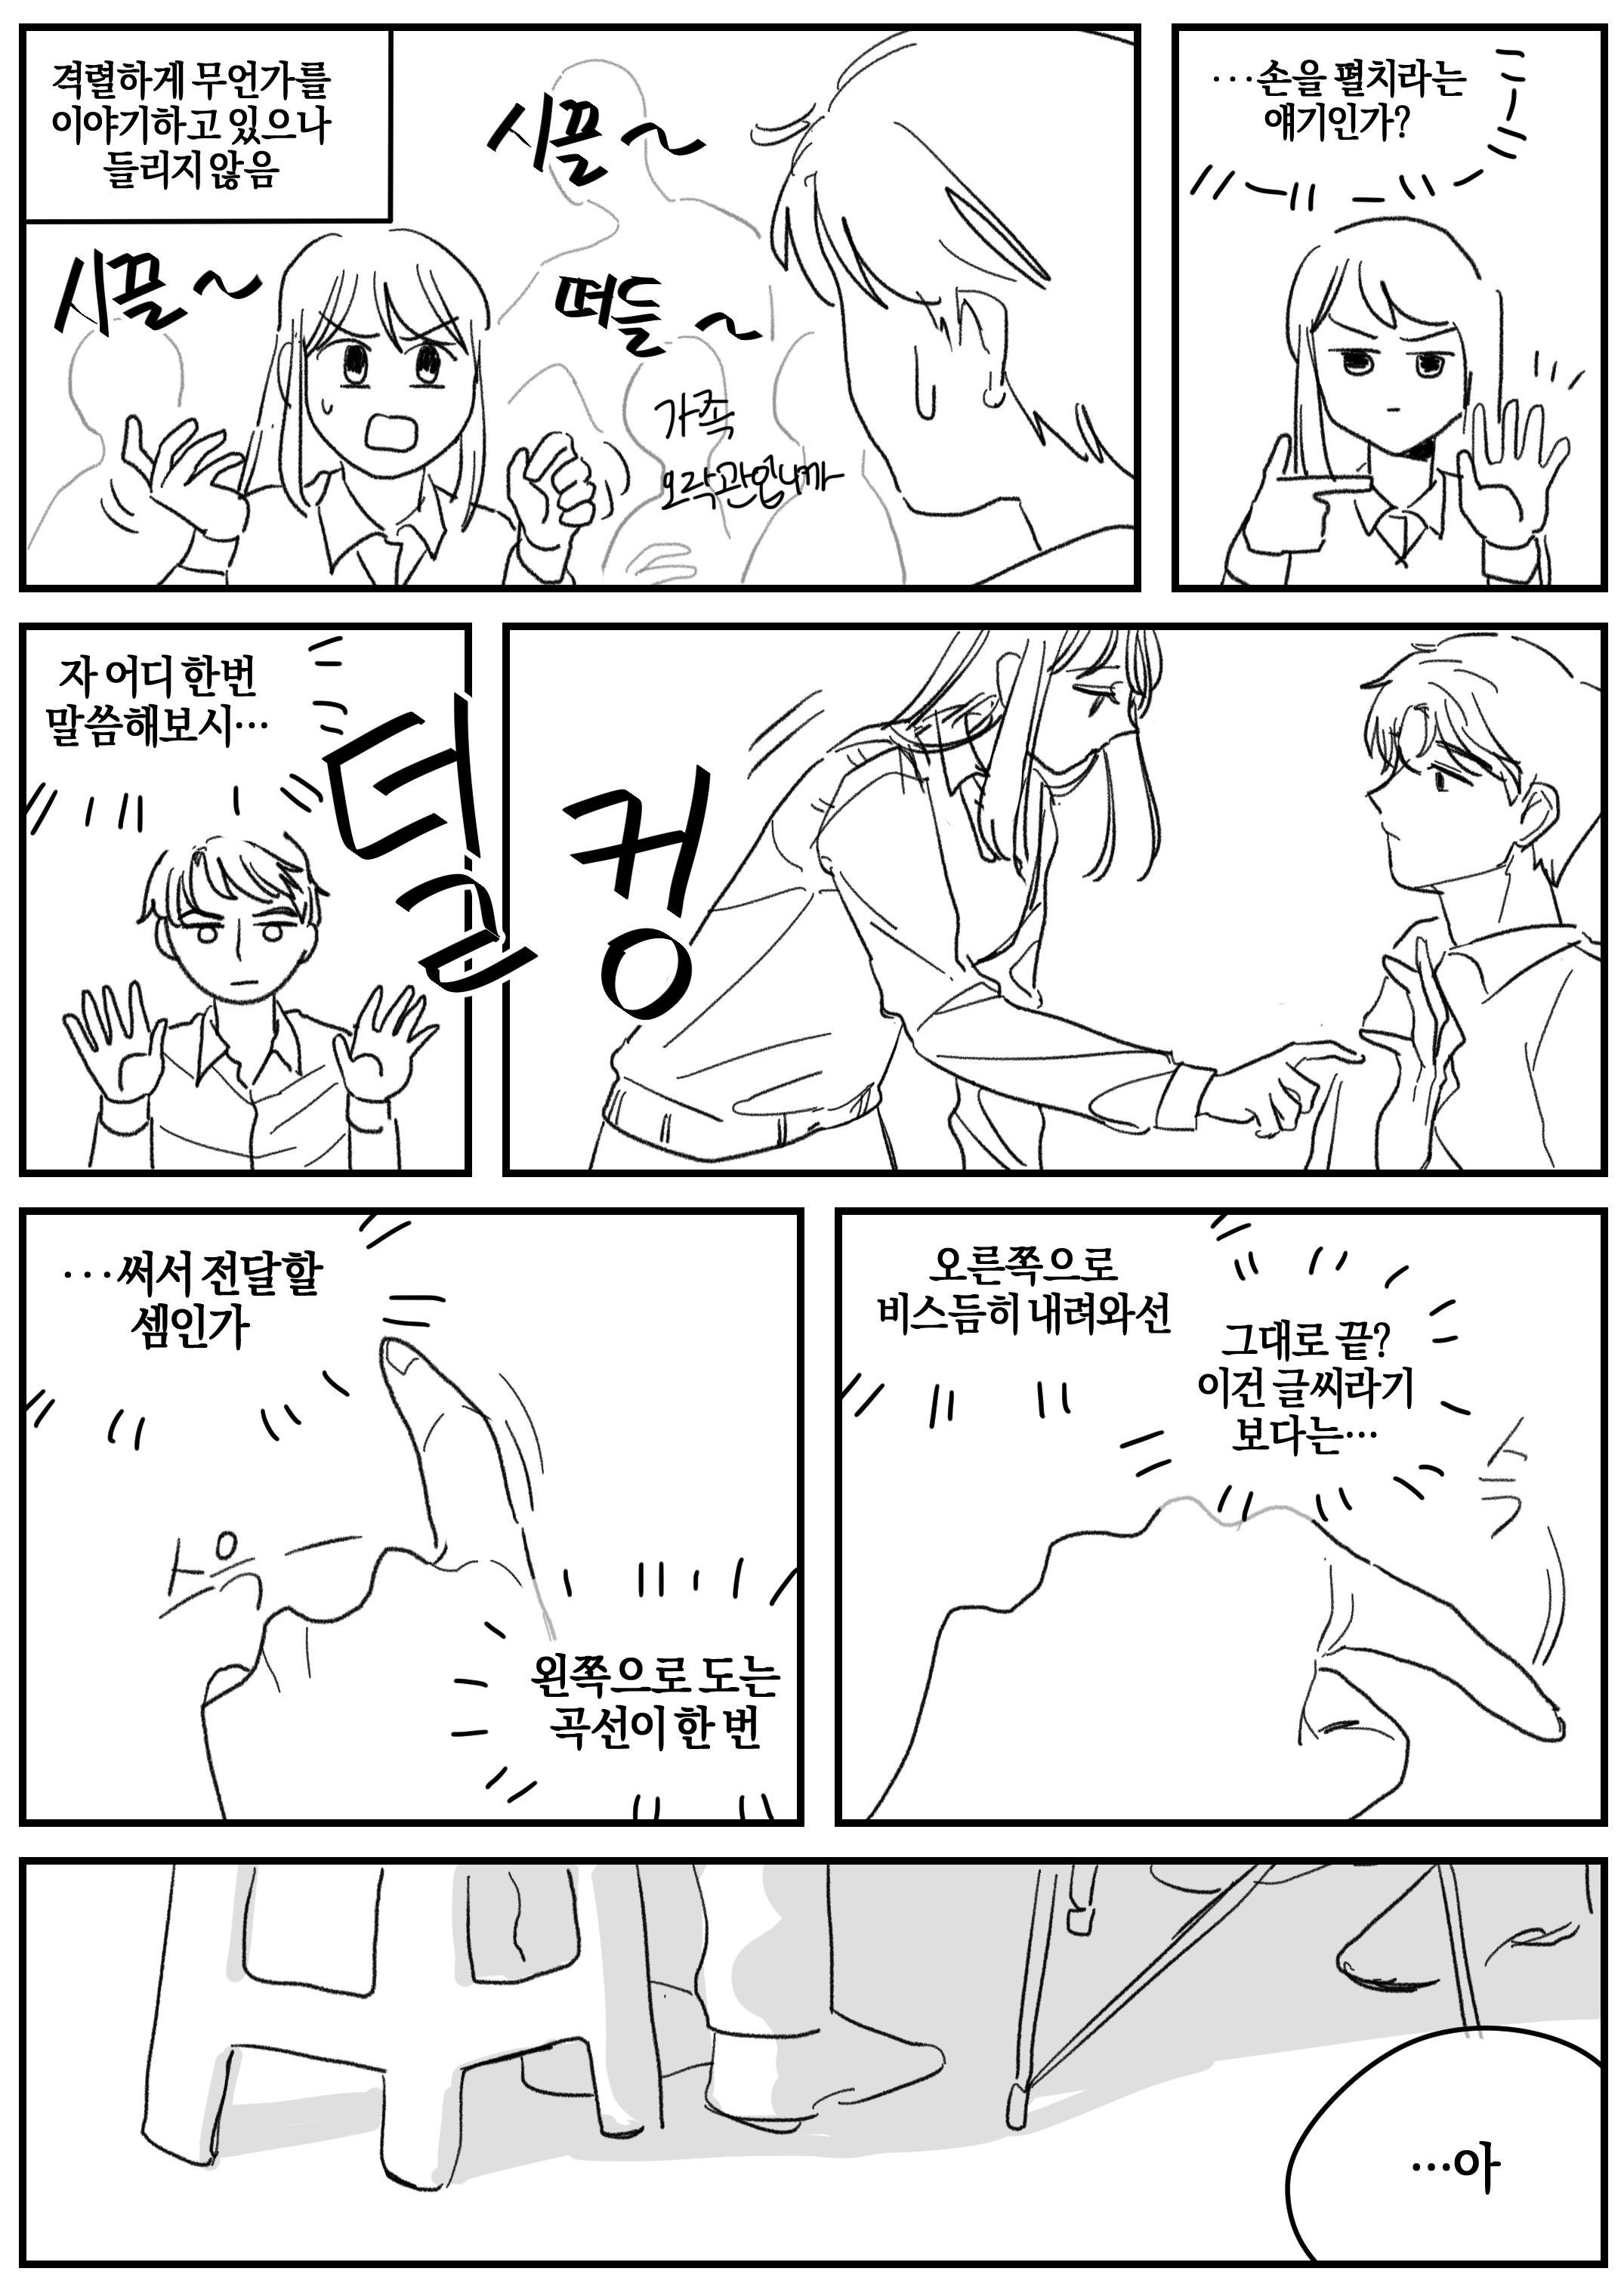 격렬하게 무언가를
이야기하고 있으나
들리지 않음
시끌~
시끌~
떠들~
가족
오락관입니까
···손을 펼치라는
얘기인가?
자 어디 한번
말씀해보시···
덜
컹
···써서 전달할
셈인가
스윽
왼쪽으로 도는
곡선이 한 번
오른쪽으로
비스듬히 내려와선
그대로 끝?
이건 글씨라기
보다는···
슥
···아